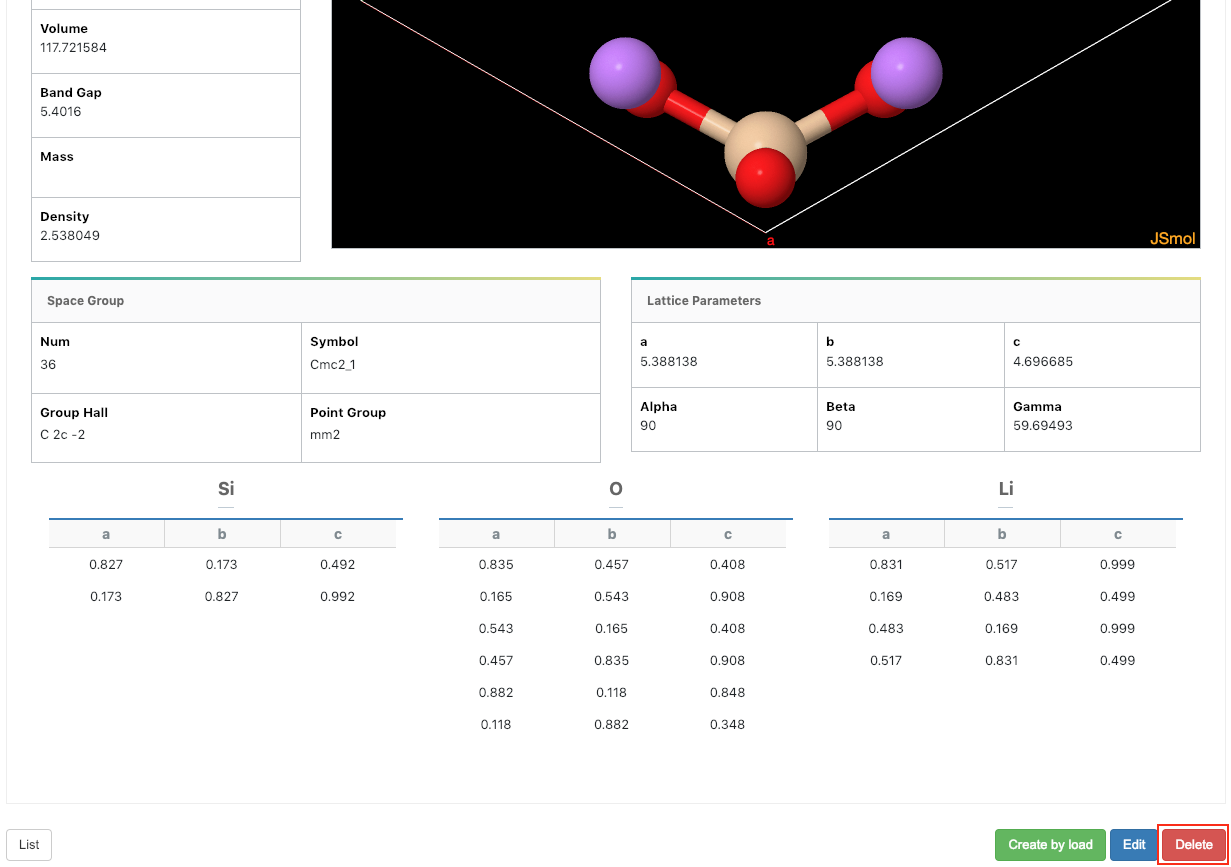 Volume
117.721584
Band Gap
5.4016
Mass
Density
2.538049
a
JSmol
Space Group
Num
36
Symbol
Cmc2_1
Group Hall
C 2c -2
Point Group
mm2
Lattice Parameters
a
5.388138
b
5.388138
c
4.696685
Alpha
90
Beta
90
Gamma
59.69493
Si
a b c
0.827 0.173 0.492
0.173 0.827 0.992
O
a b c
0.835 0.457 0.408
0.165 0.543 0.908
0.543 0.165 0.408
0.457 0.835 0.908
0.882 0.118 0.848
0.118 0.882 0.348
Li
a b c
0.831 0.517 0.999
0.169 0.483 0.499
0.483 0.169 0.999
0.517 0.831 0.499
List
Create by load
Edit
Delete